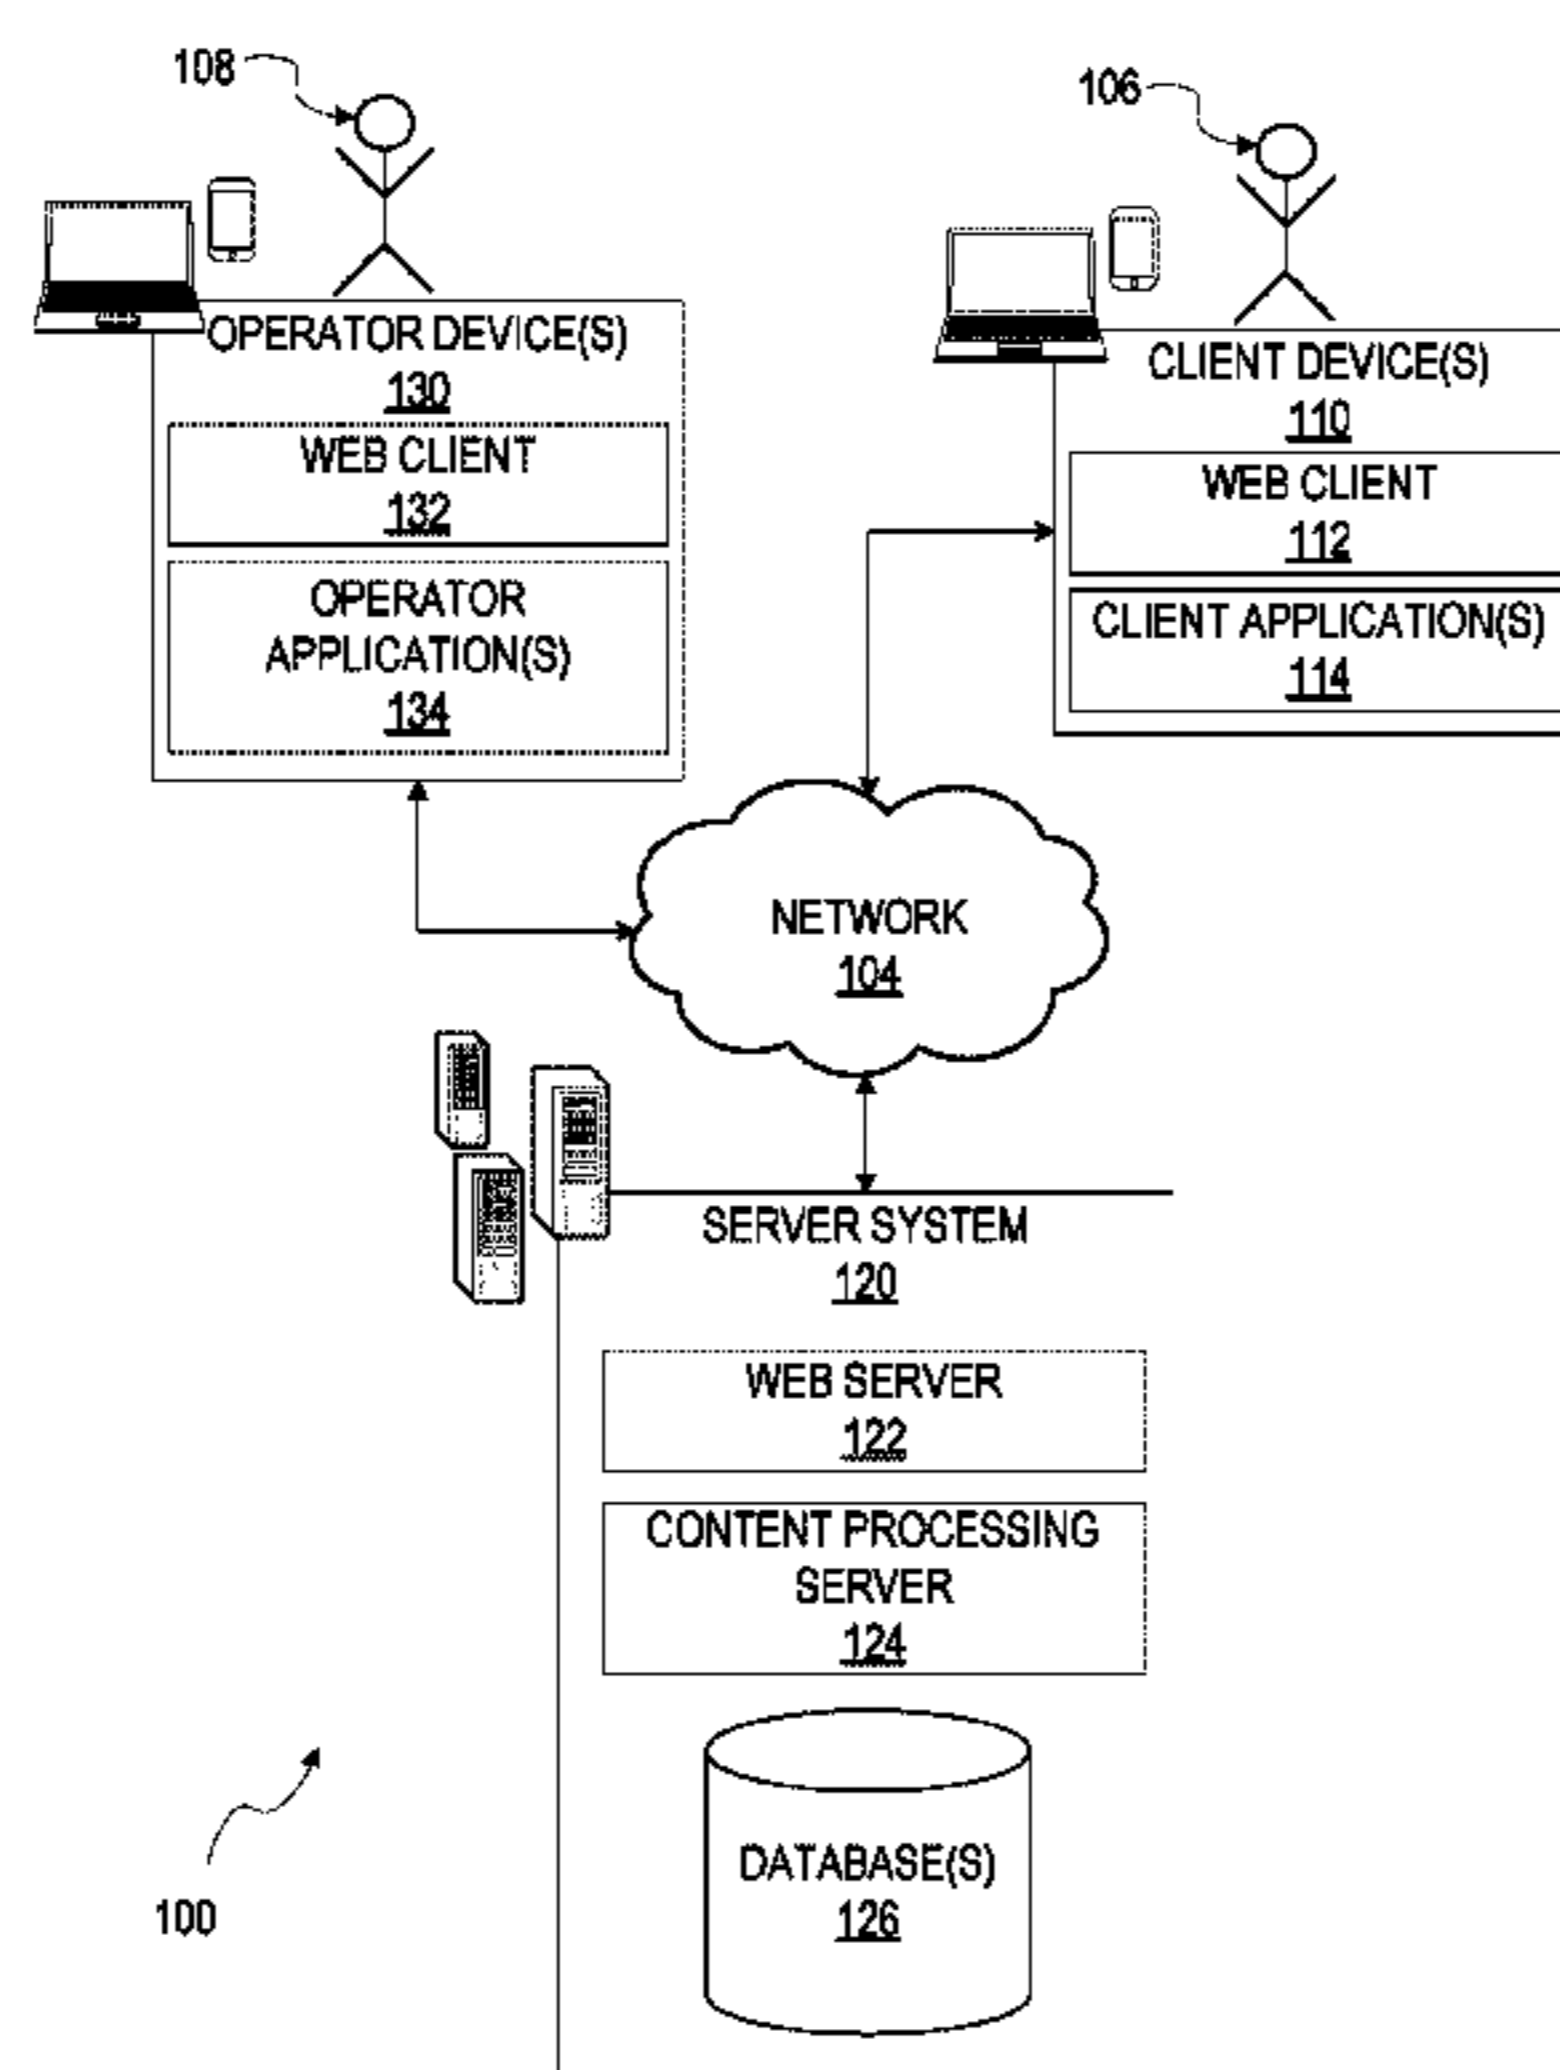 108
106
OPERATOR DEVICE(S)
130
WEB CLIENT
132
OPERATOR
APPLICATION(S)
134
CLIENT DEVICE(S)
110
WEB CLIENT
112
CLIENT APPLICATION(S)
114
NETWORK
104
SERVER SYSTEM
120
WEB SERVER
122
CONTENT PROCESSING
SERVER
124
DATABASE(S)
126
100